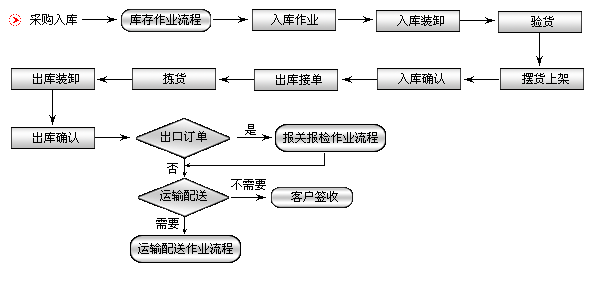 采购入库
库存作业流程
入库作业
入库装卸
验货
出库装卸
拣货
出库接单
入库确认
摆货上架
出库确认
出口订单
是
报关报检作业流程
否
运输配送
不需要
客户签收
需要
运输配送作业流程